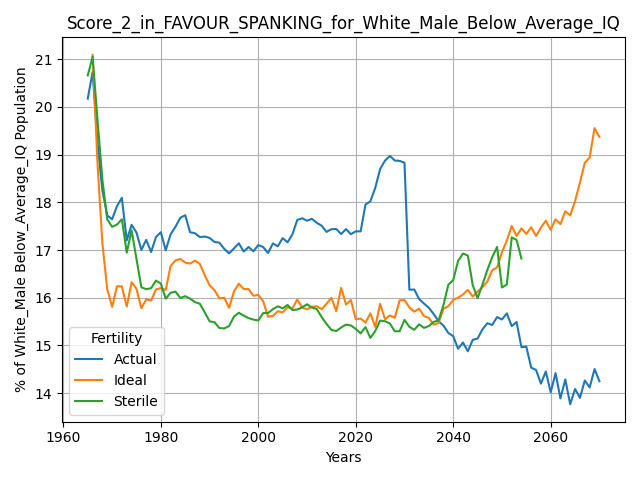 Score_2_in_FAVOUR_SPANKING_for_White_Male_Below_Average_IQ
% of White_Male Below_Average_IQ Population
21
20
19
18
17
16
15
14
Fertility
Actual
Ideal
Sterile
1960 1980 2000 2020 2040 2060
Years